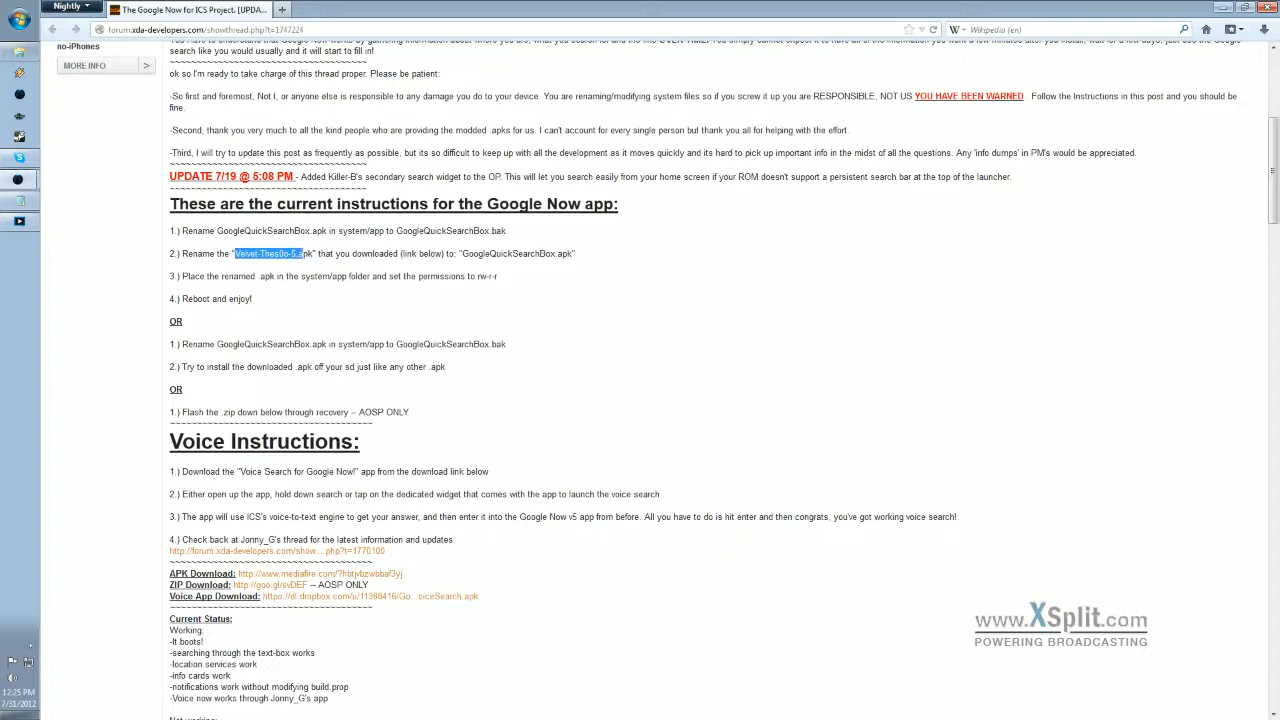 Nightly
The Google Now for ICS Project. [UPDA...
forum.xda-developers.com/showthread.php?t=1747224
Wikipedia (en)
no-iPhones
MORE INFO >
search like you would usually and it will start to fill in!
~~~~~~~~~~~~~~~~~~~~~~~~~~~~~~~~~~~~~~~
ok so I'm ready to take charge of this thread proper. Please be patient:
-So first and foremost, Not I, or anyone else is responsible to any damage you do to your device. You are renaming/modifying system files so if you screw it up you are RESPONSIBLE, NOT US. YOU HAVE BEEN WARNED Follow the Instructions in this post and you should be
fine.
-Second, thank you very much to all the kind people who are providing the modded .apks for us. I can't account for every single person but thank you all for helping with the effort.
-Third, I will try to update this post as frequently as possible, but its so difficult to keep up with all the development as it moves quickly and its hard to pick up important info in the midst of all the questions. Any 'info dumps' in PM's would be appreciated.
~~~~~~~~~~~~~~~~~~~~~~~~~~~~~~~~~~~~~~~
UPDATE 7/19 @ 5:08 PM - Added Killer-B's secondary search widget to the OP. This will let you search easily from your home screen if your ROM doesn't support a persistent search bar at the top of the launcher.
~~~~~~~~~~~~~~~~~~~~~~~~~~~~~~~~~~~~~~~
These are the current instructions for the Google Now app:
1.) Rename GoogleQuickSearchBox.apk in system/app to GoogleQuickSearchBox.bak
2.) Rename the "Velvet-Thes0o-5.apk" that you downloaded (link below) to: "GoogleQuickSearchBox.apk"
3.) Place the renamed .apk in the system/app folder and set the permissions to rw-r-r
4.) Reboot and enjoy!
OR
1.) Rename GoogleQuickSearchBox.apk in system/app to GoogleQuickSearchBox.bak
2.) Try to install the downloaded .apk off your sd just like any other .apk
OR
1.) Flash the .zip down below through recovery -- AOSP ONLY
~~~~~~~~~~~~~~~~~~~~~~~~~~~~~~~~~~~~~~~~
Voice Instructions:
1.) Download the "Voice Search for Google Now!" app from the download link below
2.) Either open up the app, hold down search or tap on the dedicated widget that comes with the app to launch the voice search
3.) The app will use ICS's voice-to-text engine to get your answer, and then enter it into the Google Now v5 app from before. All you have to do is hit enter and then congrats, you've got working voice search!
4.) Check back at Jonny_G's thread for the latest information and updates.
http://forum.xda-developers.com/show....php?t=1770100
~~~~~~~~~~~~~~~~~~~~~~~~~~~~~~~~~~~~~~~~
APK Download: http://www.mediafire.com/?hbtjvbzwbbaf3yj
ZIP Download: http://goo.gl/svDEF -- AOSP ONLY
Voice App Download: https://dl.dropbox.com/u/11388416/Go...oiceSearch.apk
~~~~~~~~~~~~~~~~~~~~~~~~~~~~~~~~~~~~~~~~
Current Status:
Working:
-It boots!
-searching through the text-box works
-location services work
-info cards work
-notifications work without modifying build.prop
-Voice now works through Jonny_G's app
www.XSplit.com
POWERING BROADCASTING
12:25 PM
7/31/2012